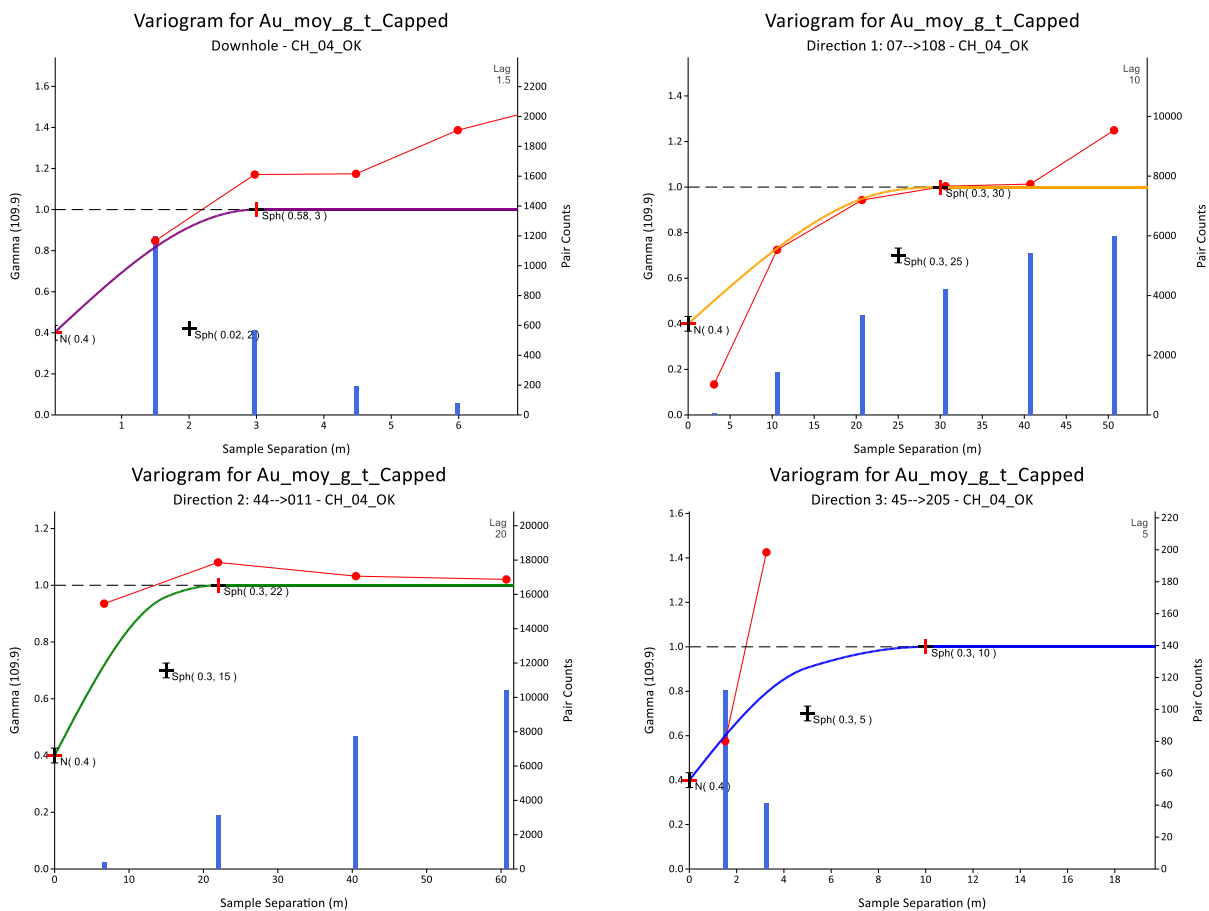 Variogram for Au_moy_g_t_Capped
Downhole - CH_04_OK
Lag
1.5
1.6
1.4
1.2
1.0
0.8
0.6
0.4
0.2
0.0
Gamma (109.9)
2200
2000
1800
1600
1400
1200
1000
800
600
400
200
0
Pair Counts
Sph( 0.58, 3 )
Sph( 0.02, 2 )
N( 0.4 )
1 2 3 4 5 6
Sample Separation (m)
Variogram for Au_moy_g_t_Capped
Direction 1: 07-->108 - CH_04_OK
Lag
10
1.4
1.2
1.0
0.8
0.6
0.4
0.2
0.0
Gamma (109.9)
10000
8000
6000
4000
2000
0
Pair Counts
Sph( 0.3, 30 )
Sph( 0.3, 25 )
N( 0.4 )
0 5 10 15 20 25 30 35 40 45 50
Sample Separation (m)
Variogram for Au_moy_g_t_Capped
Direction 2: 44-->011 - CH_04_OK
Lag
20
1.2
1.0
0.8
0.6
0.4
0.2
0.0
Gamma (109.9)
20000
18000
16000
14000
12000
10000
8000
6000
4000
2000
0
Pair Counts
Sph( 0.3, 22 )
Sph( 0.3, 15 )
N( 0.4 )
0 10 20 30 40 50 60
Sample Separation (m)
Variogram for Au_moy_g_t_Capped
Direction 3: 45-->205 - CH_04_OK
Lag
5
1.6
1.4
1.2
1.0
0.8
0.6
0.4
0.2
0.0
Gamma (109.9)
220
200
180
160
140
120
100
80
60
40
20
0
Pair Counts
Sph( 0.3, 10 )
Sph( 0.3, 5 )
N( 0.4 )
0 2 4 6 8 10 12 14 16 18
Sample Separation (m)